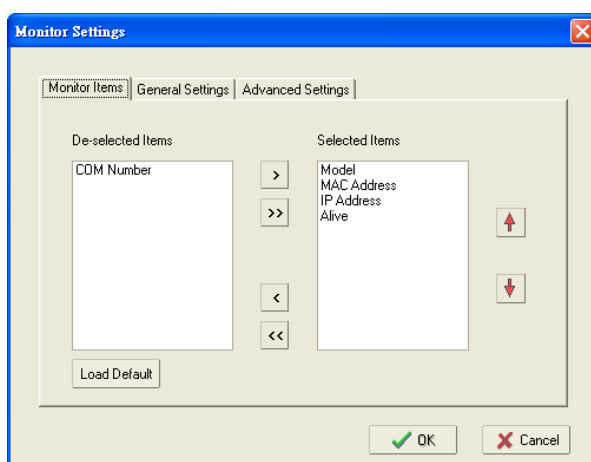 Monitor Settings
Monitor Items General Settings Advanced Settings
De-selected Items
Selected Items
COM Number
>
>>
<
<<
Model
MAC Address
IP Address
Alive
Load Default
OK Cancel